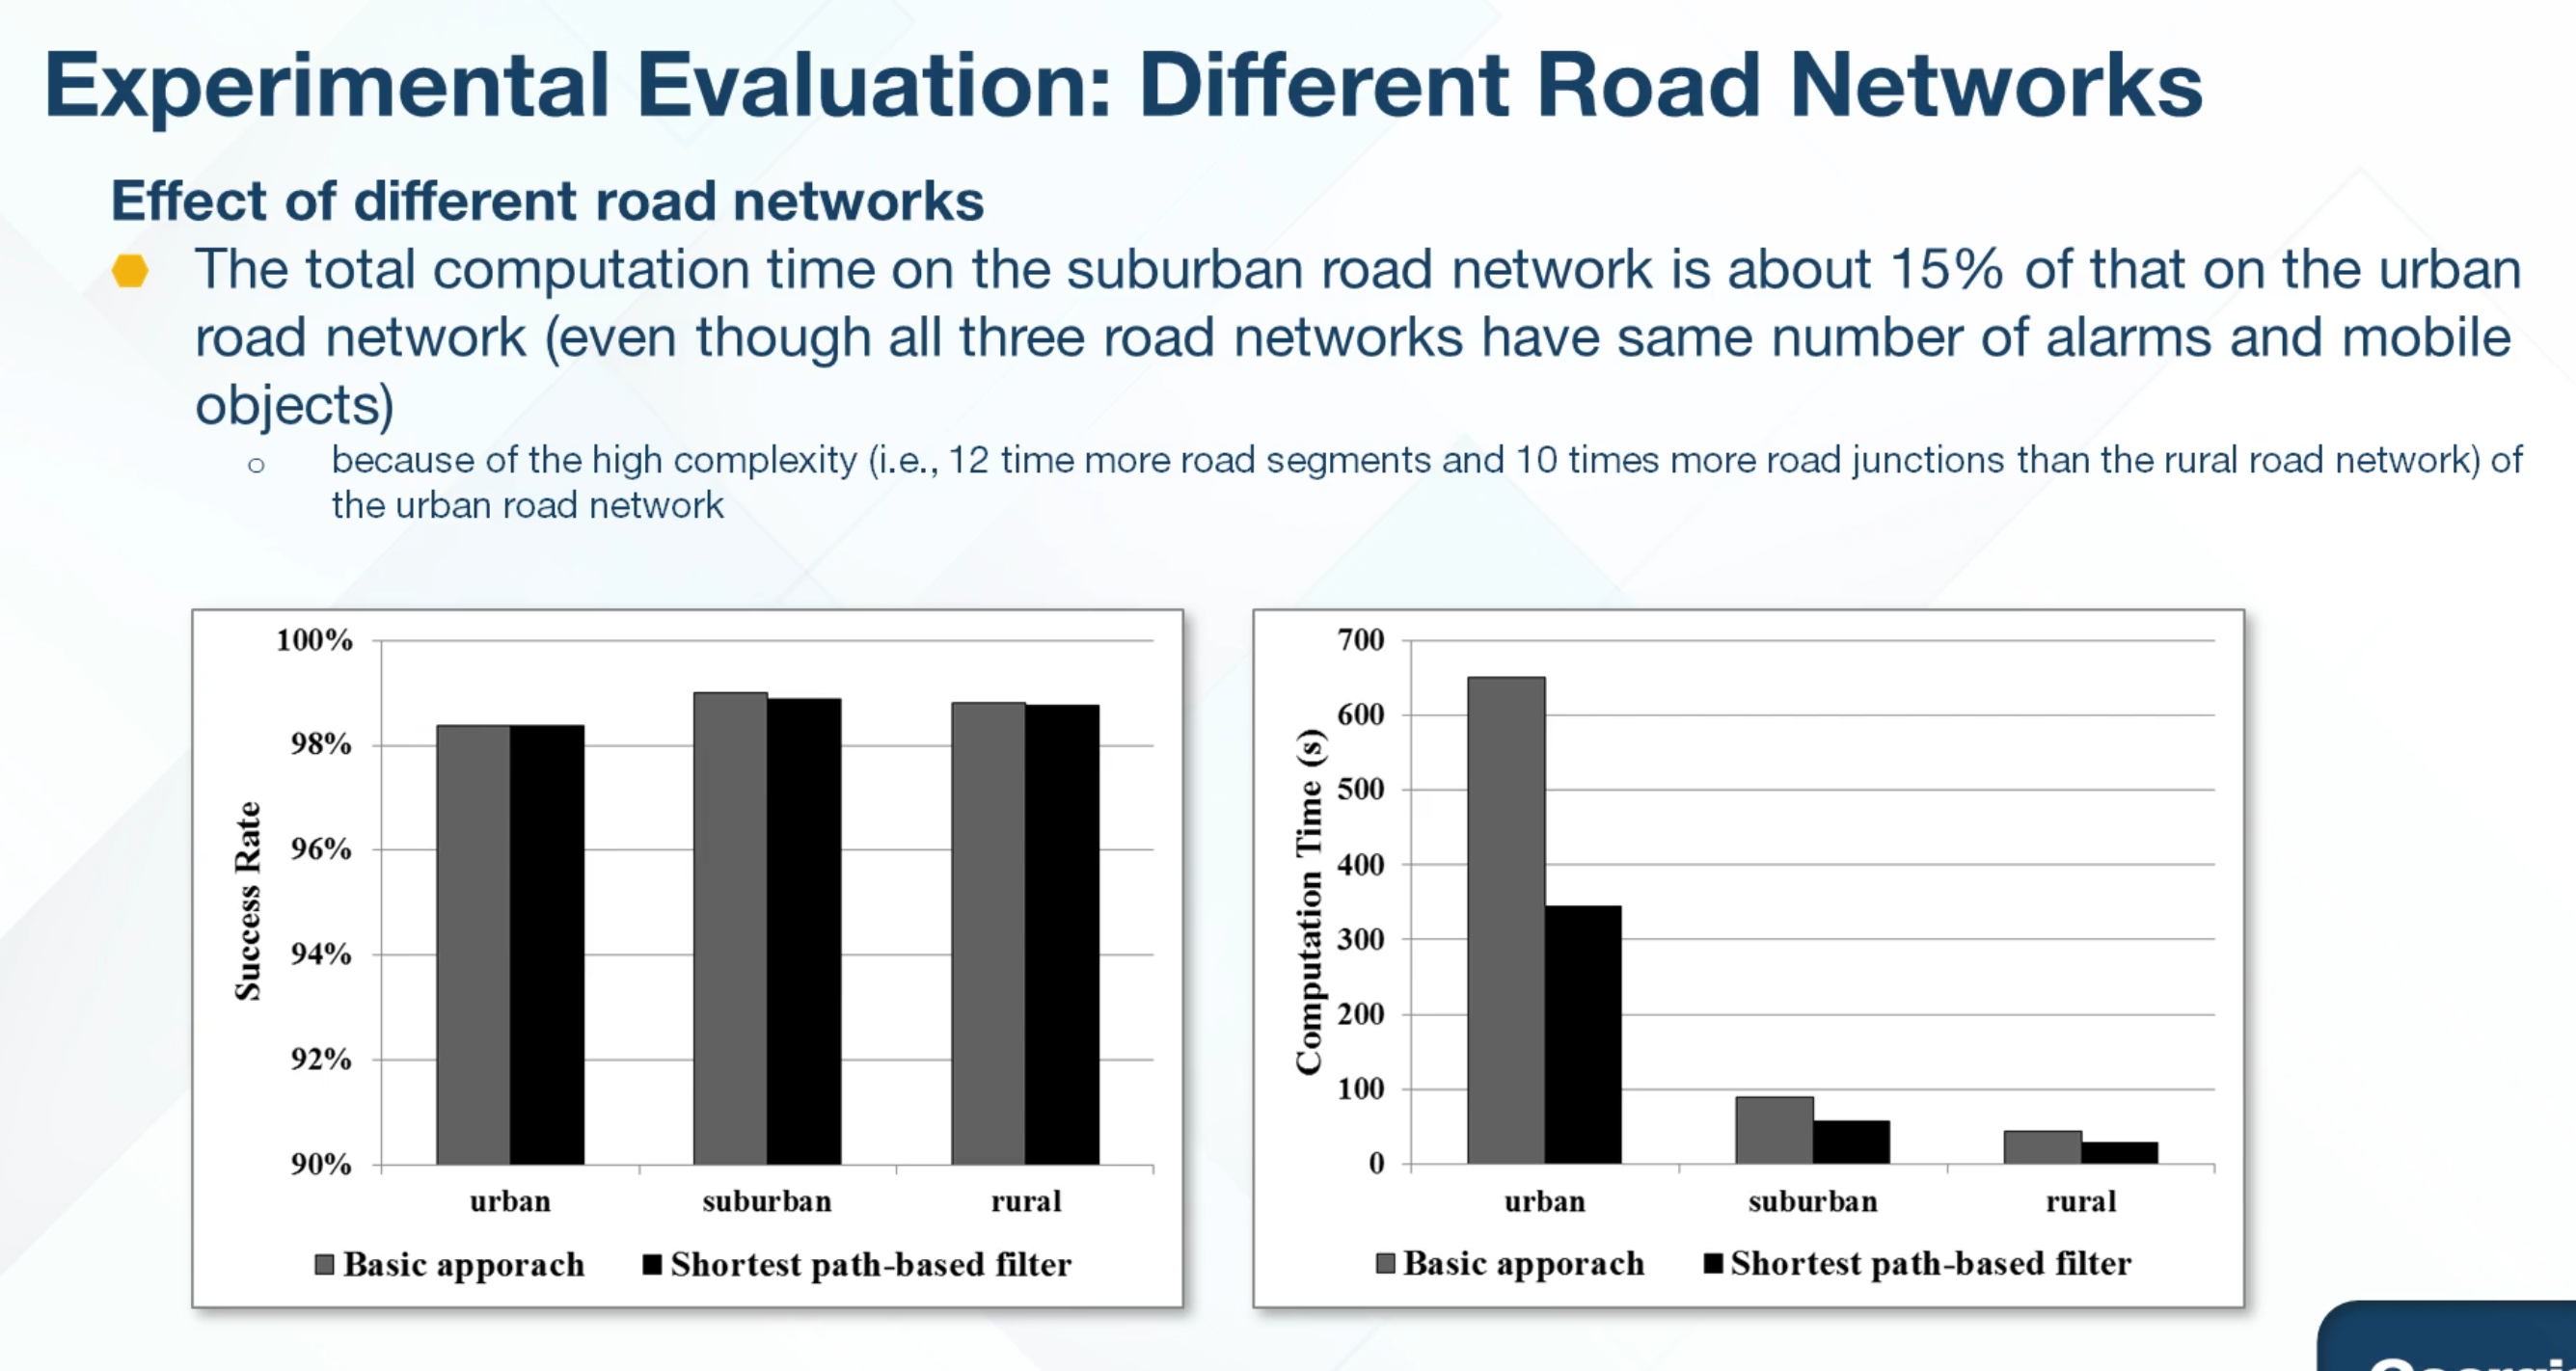 Experimental Evaluation: Different Road Networks
Effect of different road networks
The total computation time on the suburban road network is about 15% of that on the urban
road network (even though all three road networks have same number of alarms and mobile
objects)
because of the high complexity (i.e., 12 time more road segments and 10 times more road junctions than the rural road network) of
the urban road network
100%
98%
96%
94%
92%
90%
Success Rate
urban suburban rural
Basic apporach Shortest path-based filter
700
600
500
400
300
200
100
0
Computation Time (s)
urban suburban rural
Basic apporach Shortest path-based filter